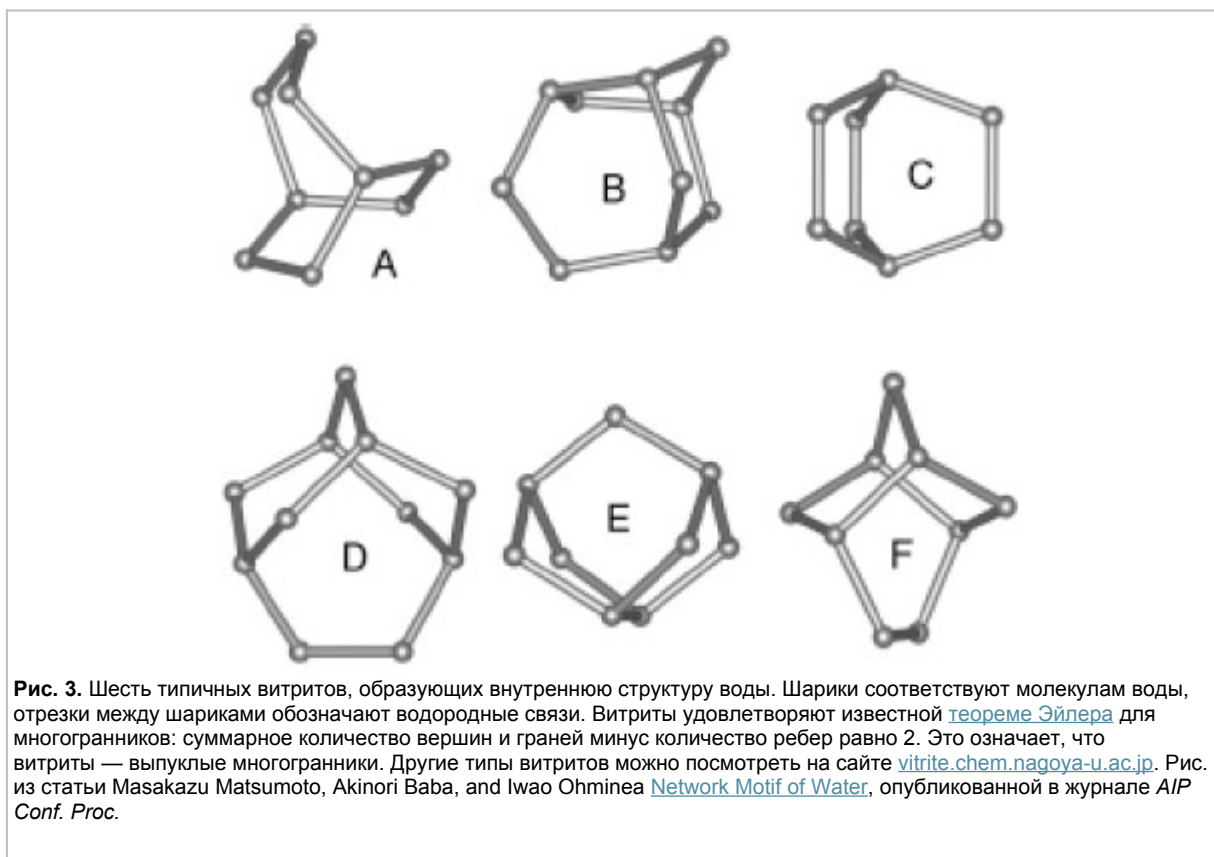 A
B
C
D
E
F
Рис. 3. Шесть типичных витритов, образующих внутреннюю структуру воды. Шарики соответствуют молекулам воды,
отрезки между шариками обозначают водородные связи. Витриты удовлетворяют известной теореме Эйлера для
многогранников: суммарное количество вершин и граней минус количество ребер равно 2. Это означает, что
витриты — выпуклые многогранники. Другие типы витритов можно посмотреть на сайте vitrite.chem.nagoya-u.ac.jp. Рис.
из статьи Masakazu Matsumoto, Akinori Baba, and Iwao Ohminea Network Motif of Water, опубликованной в журнале AIP
Conf. Proc.